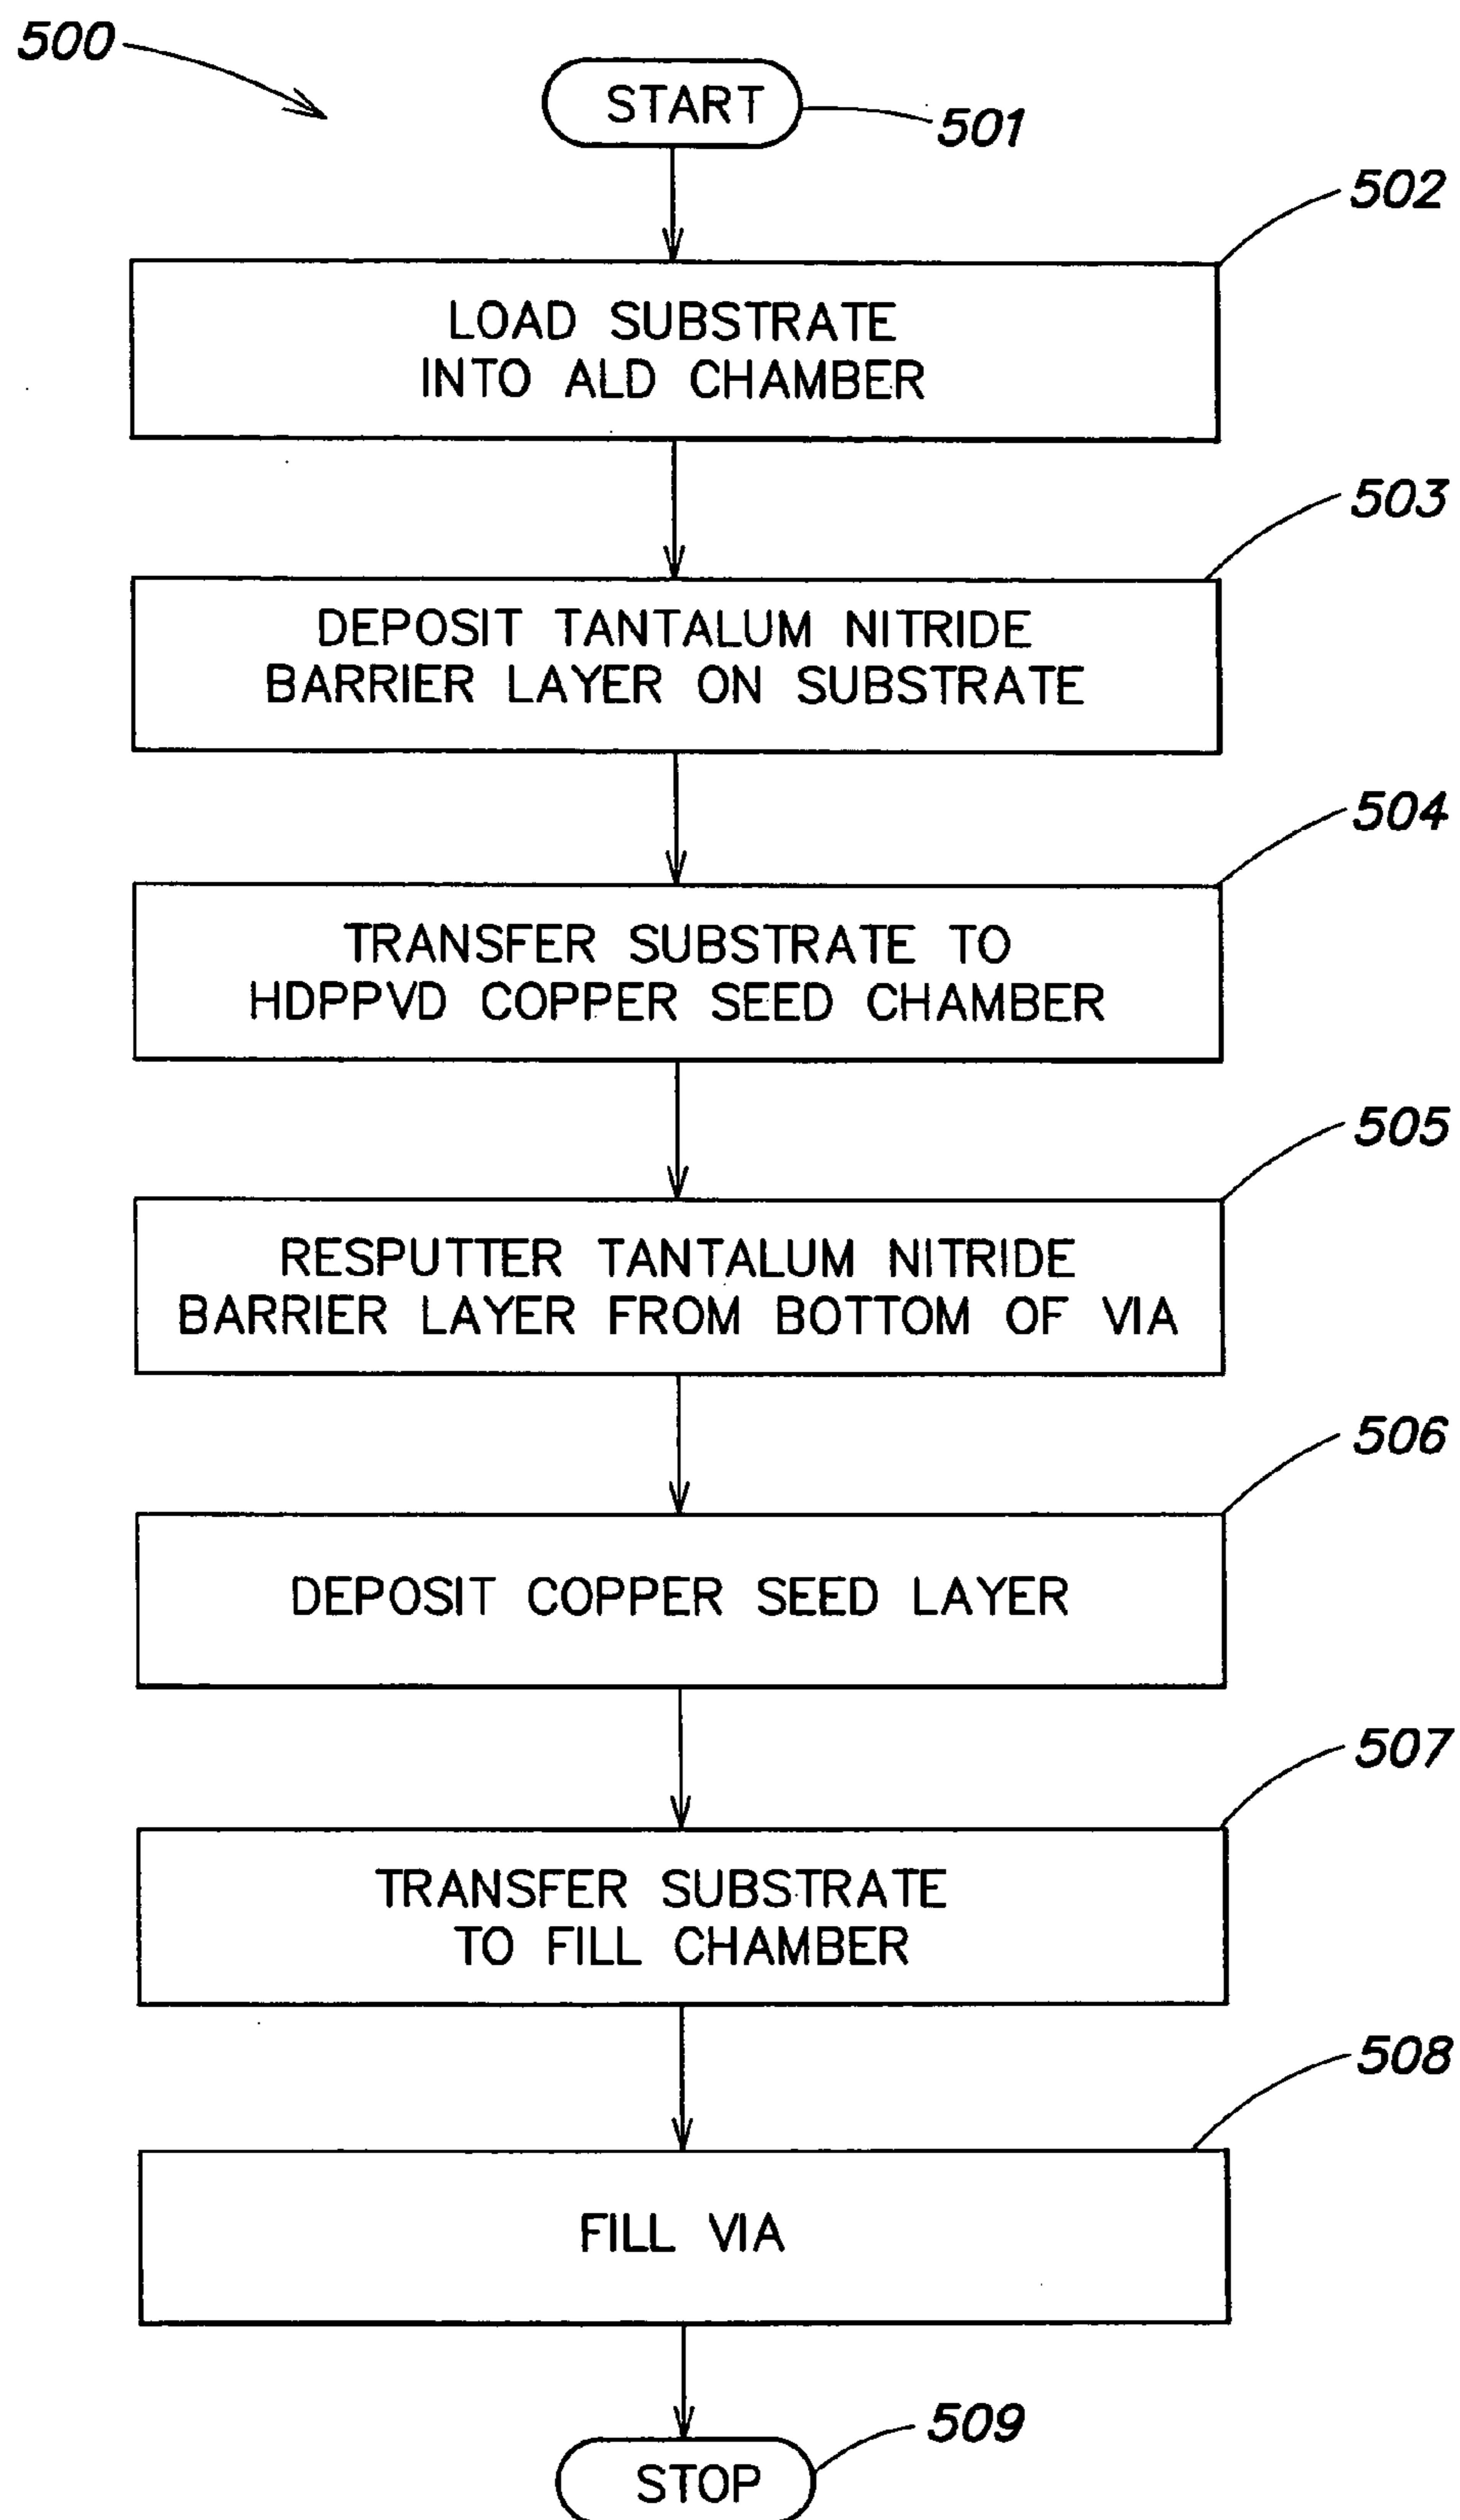 500
START
501
502
LOAD SUBSTRATE
INTO ALD CHAMBER
503
DEPOSIT TANTALUM NITRIDE
BARRIER LAYER ON SUBSTRATE
504
TRANSFER SUBSTRATE TO
HDPPVD COPPER SEED CHAMBER
505
RESPUTTER TANTALUM NITRIDE
BARRIER LAYER FROM BOTTOM OF VIA
506
DEPOSIT COPPER SEED LAYER
507
TRANSFER SUBSTRATE
TO FILL CHAMBER
508
FILL VIA
509
STOP